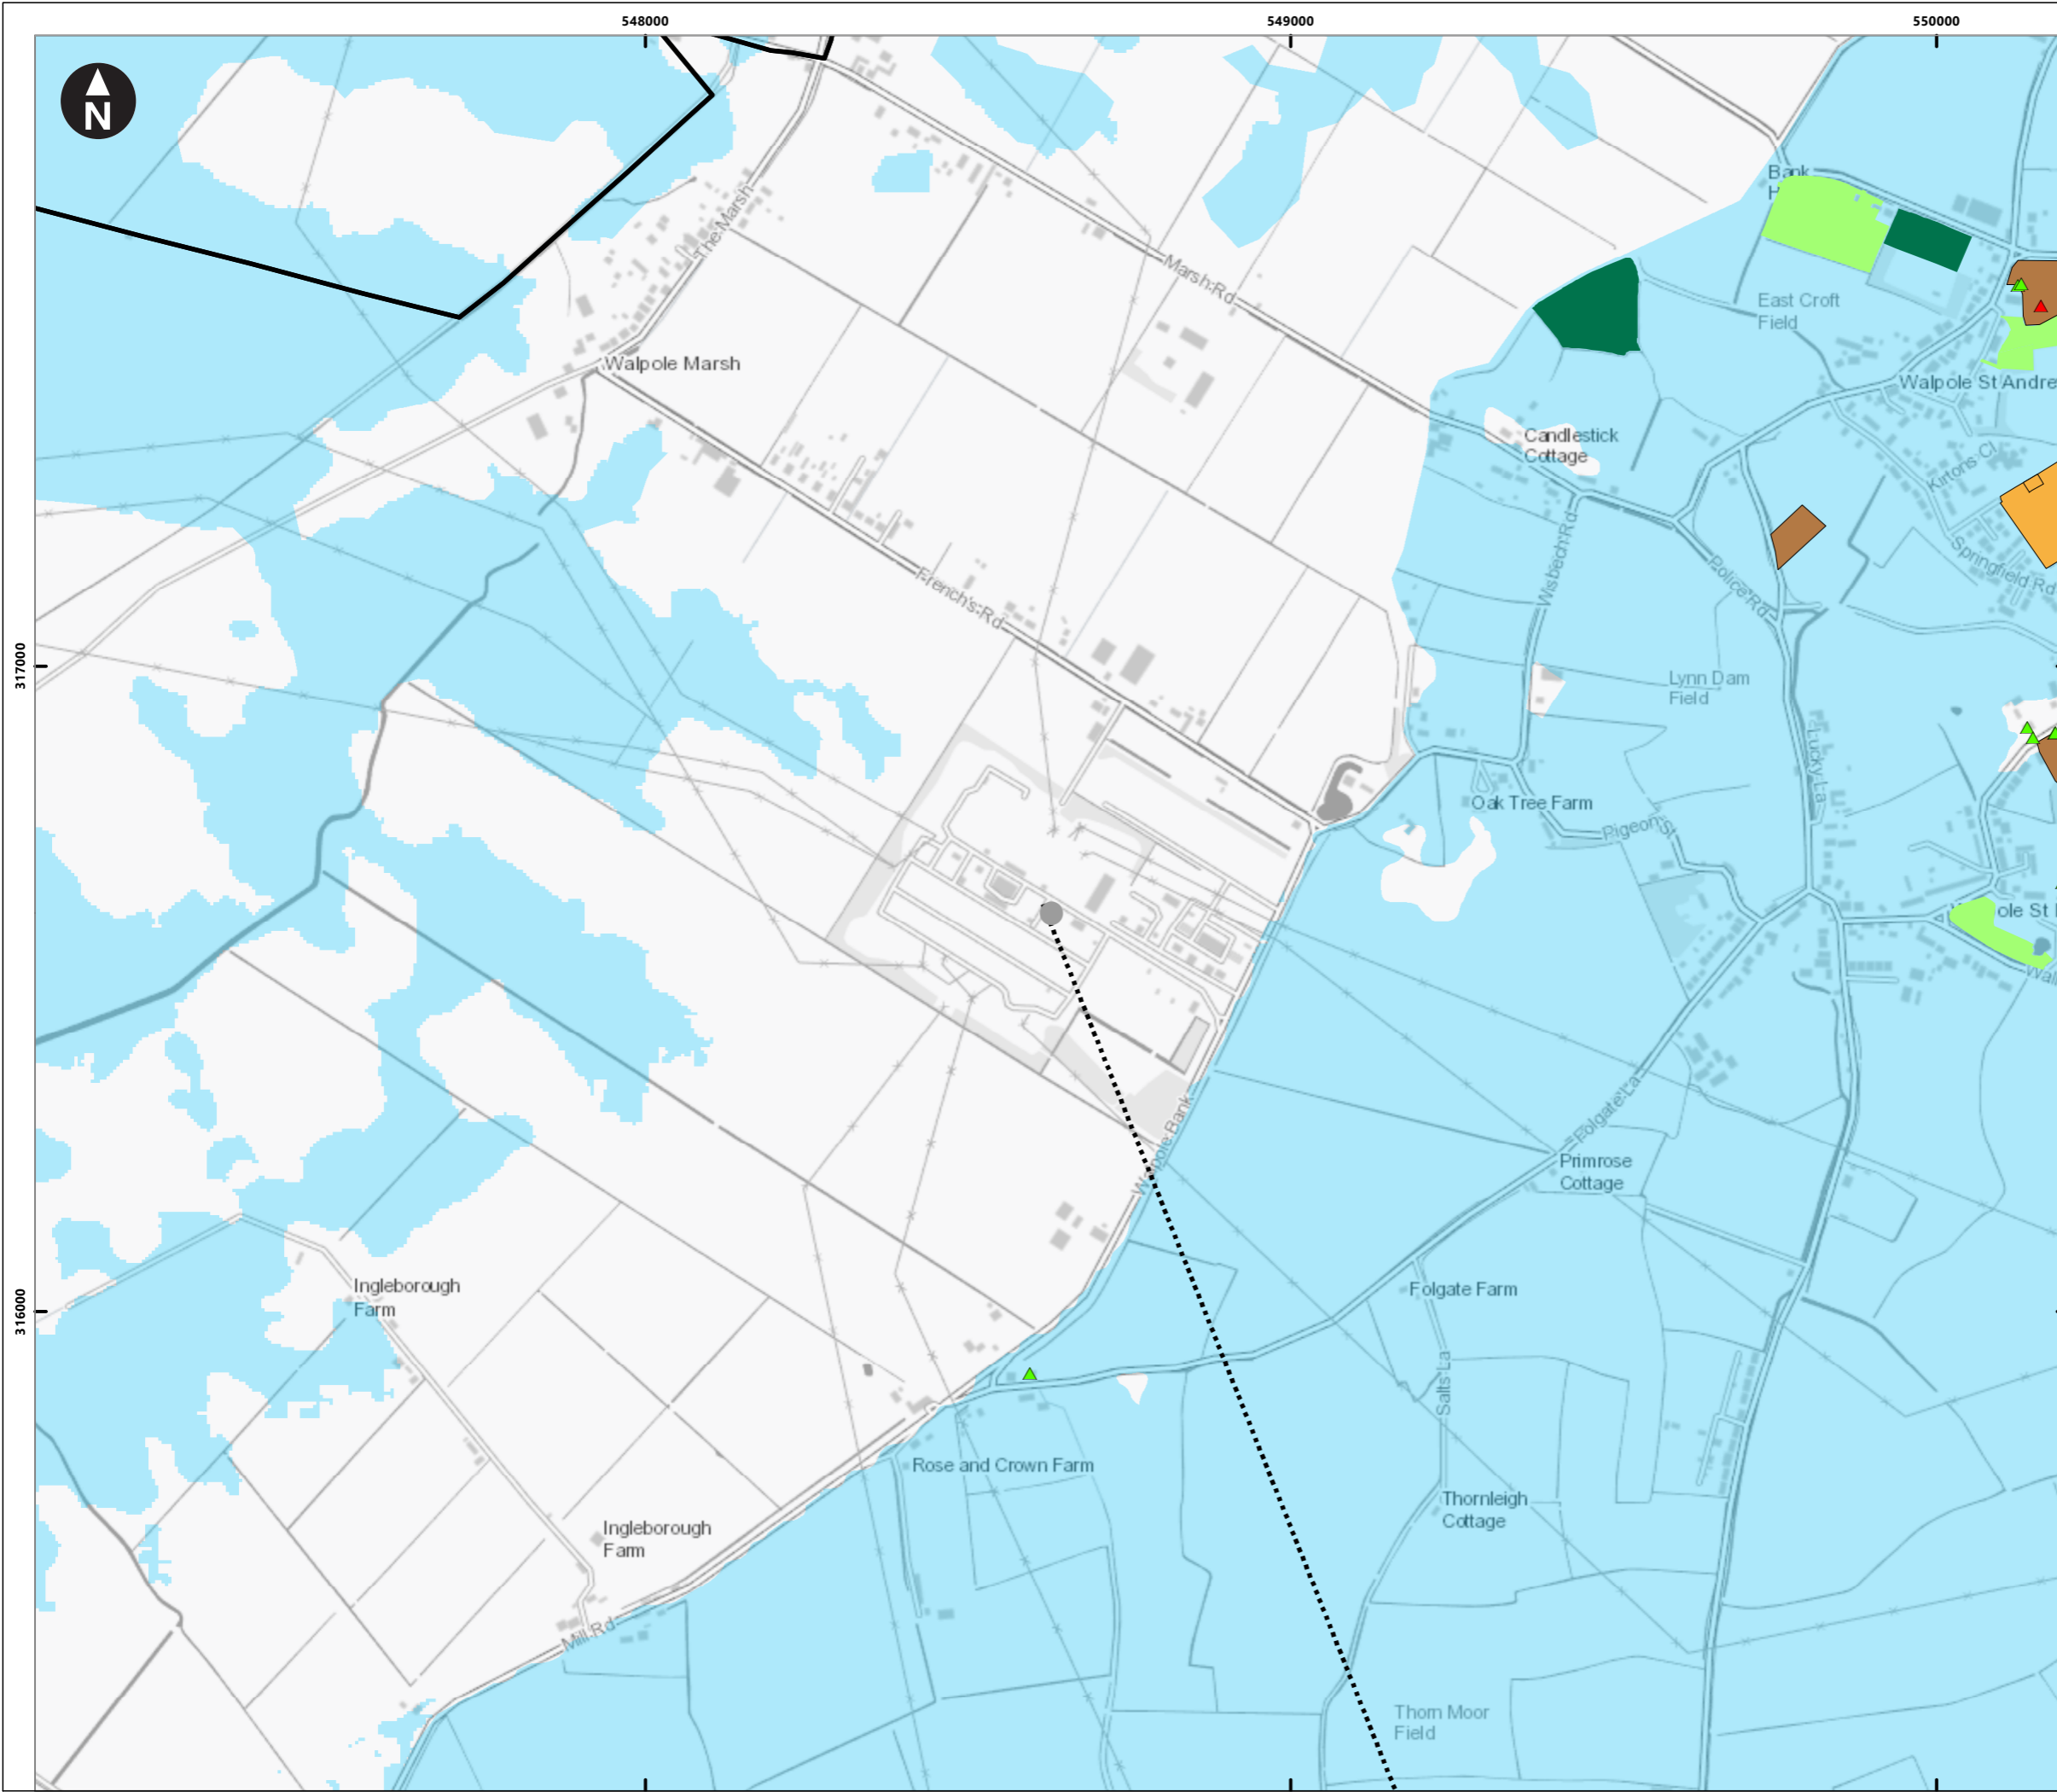 548000
549000
550000
N
Bank
The Marsh
Marsh Rd
East Croft
Field
Walpole Marsh
Walpole St Andre
Candlestick
Cottage
Kirtons Cl
Wisbech Rd
Police Rd
Springfield Rd
French's Rd
317000
Lynn Dam
Field
Lucky La
Oak Tree Farm
Pigeon St
ole St
Wal
Walpole Bank
Folgate La
Primrose
Cottage
Ingleborough
Farm
Folgate Farm
316000
Salts La
Rose and Crown Farm
Thornleigh
Cottage
Ingleborough
Farm
Mill Rd
Thorn Moor
Field